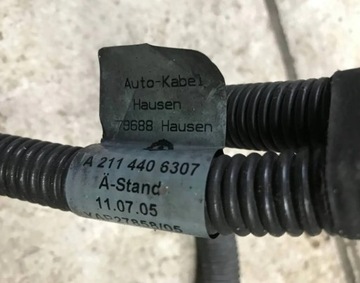 Auto-Kabel
Hausen
79688 Hausen
A 211 440 6307
Ä-Stand
11.07.05